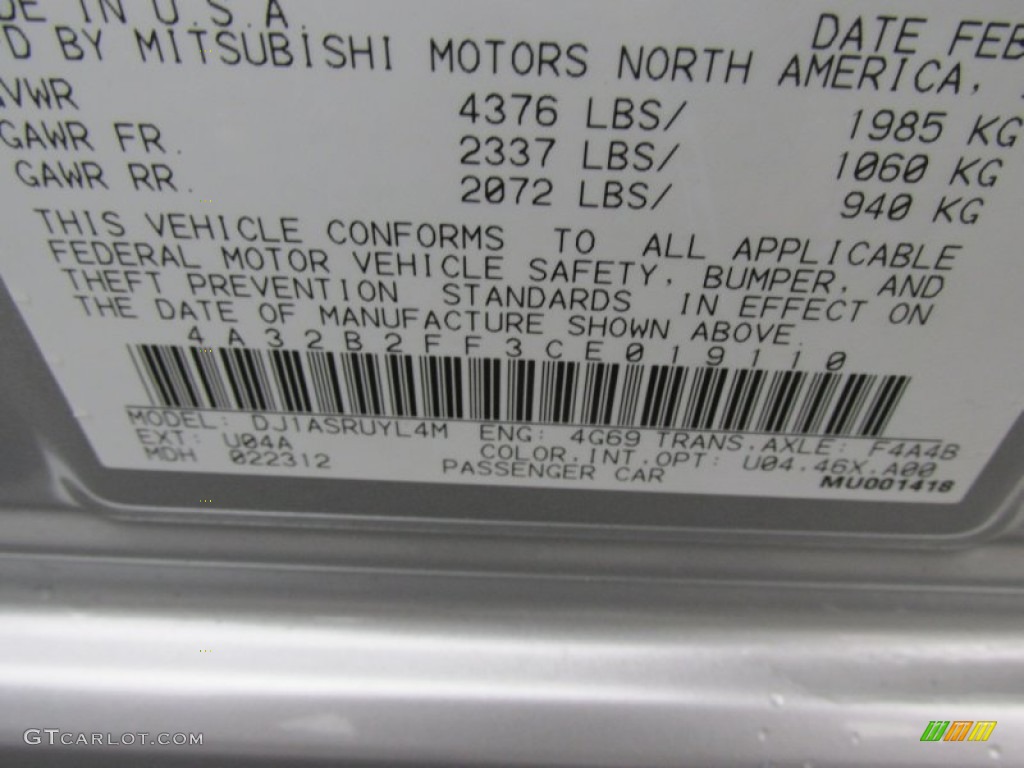 DE IN U.S.A.
D BY MITSUBISHI MOTORS NORTH AMERICA,
DATE FEB
GVWR 4376 LBS/ 1985 KG
GAWR FR. 2337 LBS/ 1060 KG
GAWR RR. 2072 LBS/ 940 KG
THIS VEHICLE CONFORMS TO ALL APPLICABLE
FEDERAL MOTOR VEHICLE SAFETY, BUMPER, AND
THEFT PREVENTION STANDARDS IN EFFECT ON
THE DATE OF MANUFACTURE SHOWN ABOVE.
4A32B2FF3CE019110
MODEL: DJ1ASRUYL4M ENG: 4G69 TRANS.AXLE: F4A4B
EXT: U04A COLOR.INT.OPT: U04.46X.A00
MDH 022312 PASSENGER CAR
MU001418
GTCARLOT.COM